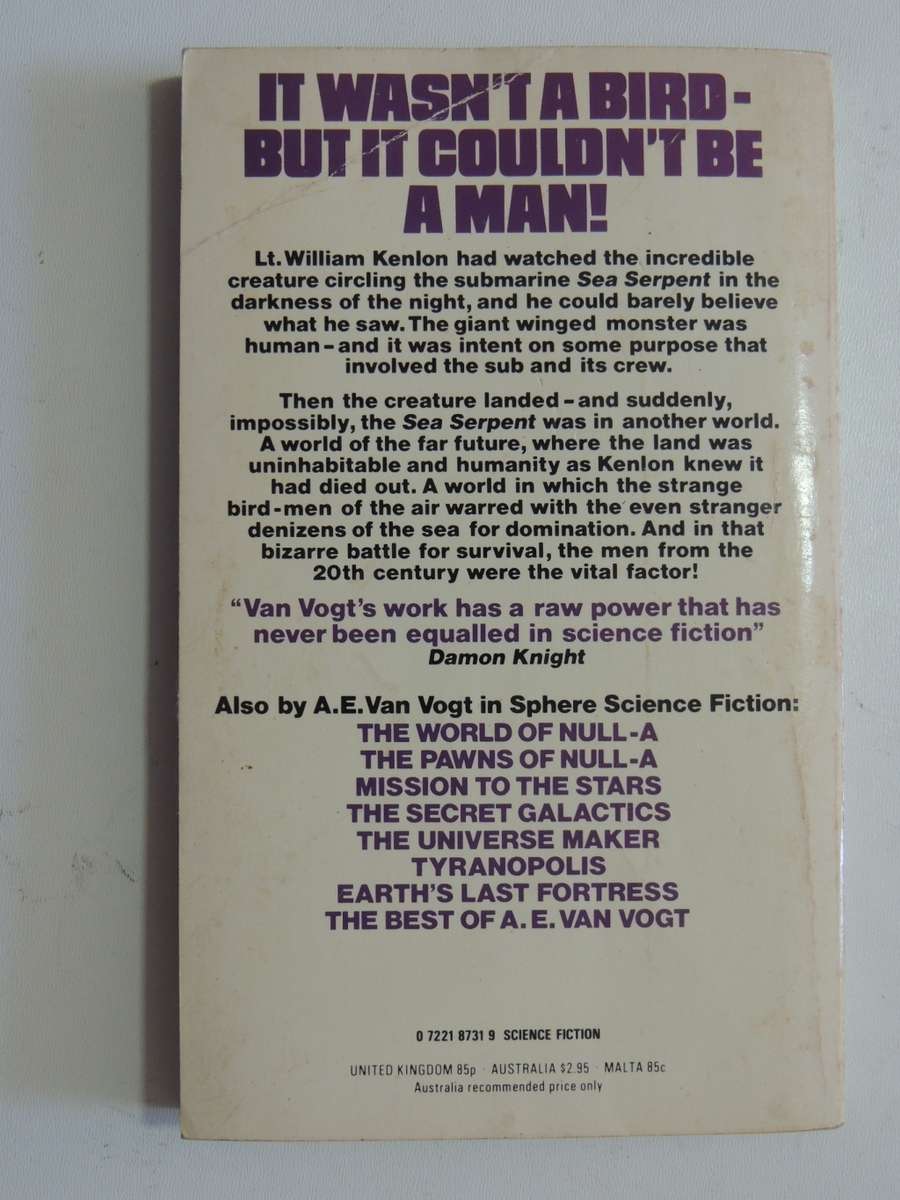 IT WASN'T A BIRD-
BUT IT COULDN'T BE
A MAN!
Lt. William Kenlon had watched the incredible
creature circling the submarine Sea Serpent in the
darkness of the night, and he could barely believe
what he saw. The giant winged monster was
human – and it was intent on some purpose that
involved the sub and its crew.
Then the creature landed – and suddenly,
impossibly, the Sea Serpent was in another world.
A world of the far future, where the land was
uninhabitable and humanity as Kenlon knew it
had died out. A world in which the strange
bird-men of the air warred with the even stranger
denizens of the sea for domination. And in that
bizarre battle for survival, the men from the
20th century were the vital factor!
"Van Vogt's work has a raw power that has
never been equalled in science fiction"
Damon Knight
Also by A.E.Van Vogt in Sphere Science Fiction:
THE WORLD OF NULL-A
THE PAWNS OF NULL-A
MISSION TO THE STARS
THE SECRET GALACTICS
THE UNIVERSE MAKER
TYRANOPOLIS
EARTH'S LAST FORTRESS
THE BEST OF A.E.VAN VOGT
0 7221 8731 9 SCIENCE FICTION
UNITED KINGDOM 85p · AUSTRALIA $2.95 · MALTA 85c
Australia recommended price only